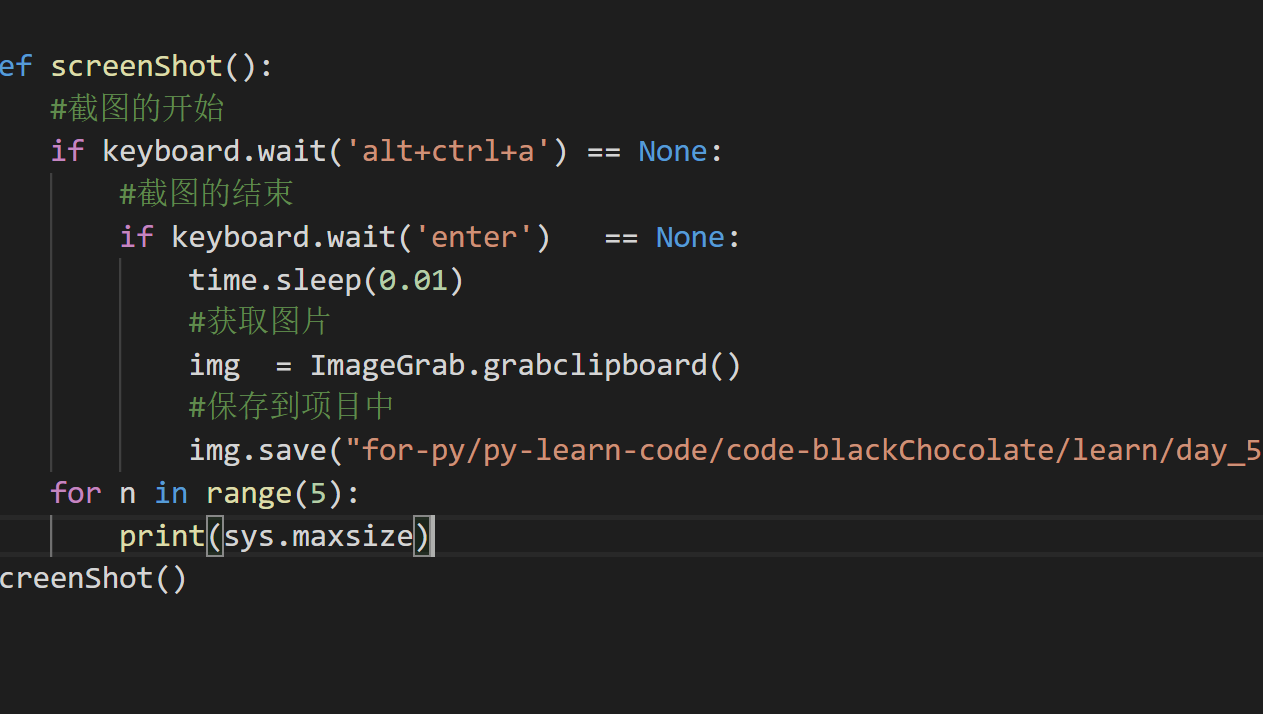 ef screenShot():
#截图的开始
if keyboard.wait('alt+ctrl+a') == None:
#截图的结束
if keyboard.wait('enter')   == None:
time.sleep(0.01)
#获取图片
img  = ImageGrab.grabclipboard()
#保存到项目中
img.save("for-py/py-learn-code/code-blackChocolate/learn/day_5
for n in range(5):
print(sys.maxsize)
creenShot()